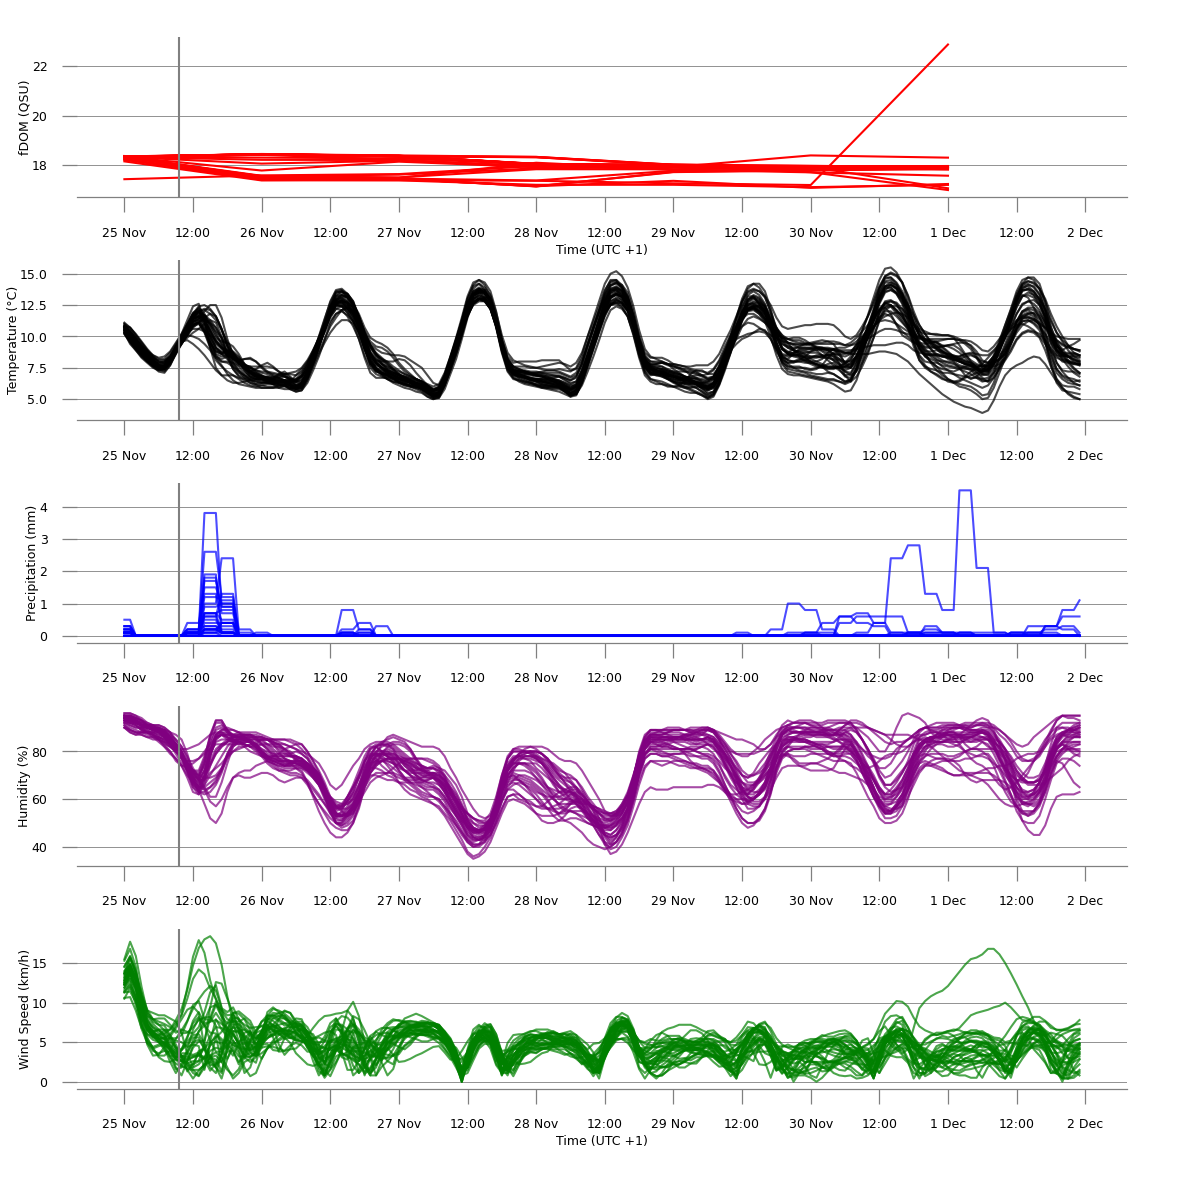 fDOM (QSU)
22
20
18
25 Nov 12:00 26 Nov 12:00 27 Nov 12:00 28 Nov 12:00 29 Nov 12:00 30 Nov 12:00 1 Dec 12:00 2 Dec
Time (UTC +1)
Temperature (°C)
15.0
12.5
10.0
7.5
5.0
25 Nov 12:00 26 Nov 12:00 27 Nov 12:00 28 Nov 12:00 29 Nov 12:00 30 Nov 12:00 1 Dec 12:00 2 Dec
Precipitation (mm)
4
3
2
1
0
25 Nov 12:00 26 Nov 12:00 27 Nov 12:00 28 Nov 12:00 29 Nov 12:00 30 Nov 12:00 1 Dec 12:00 2 Dec
Humidity (%)
80
60
40
25 Nov 12:00 26 Nov 12:00 27 Nov 12:00 28 Nov 12:00 29 Nov 12:00 30 Nov 12:00 1 Dec 12:00 2 Dec
Wind Speed (km/h)
15
10
5
0
25 Nov 12:00 26 Nov 12:00 27 Nov 12:00 28 Nov 12:00 29 Nov 12:00 30 Nov 12:00 1 Dec 12:00 2 Dec
Time (UTC +1)